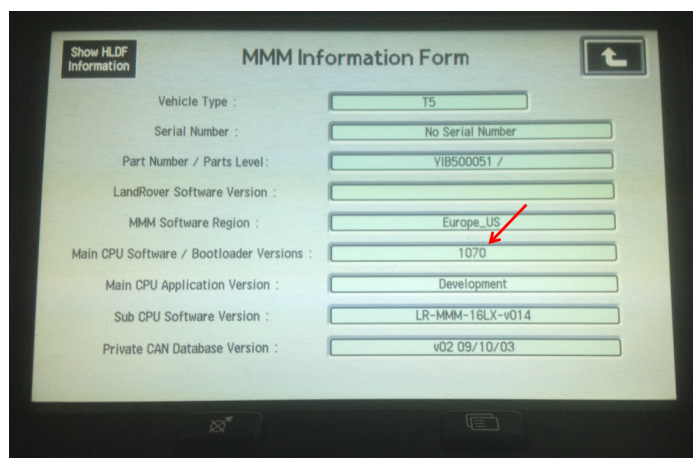 Show HLDF
Information
MMM Information Form
Vehicle Type : T5
Serial Number : No Serial Number
Part Number / Parts Level : YIB500051 /
LandRover Software Version :
MMM Software Region : Europe_US
Main CPU Software / Bootloader Versions : 1070
Main CPU Application Version : Development
Sub CPU Software Version : LR-MMM-16LX-v014
Private CAN Database Version : v02 09/10/03